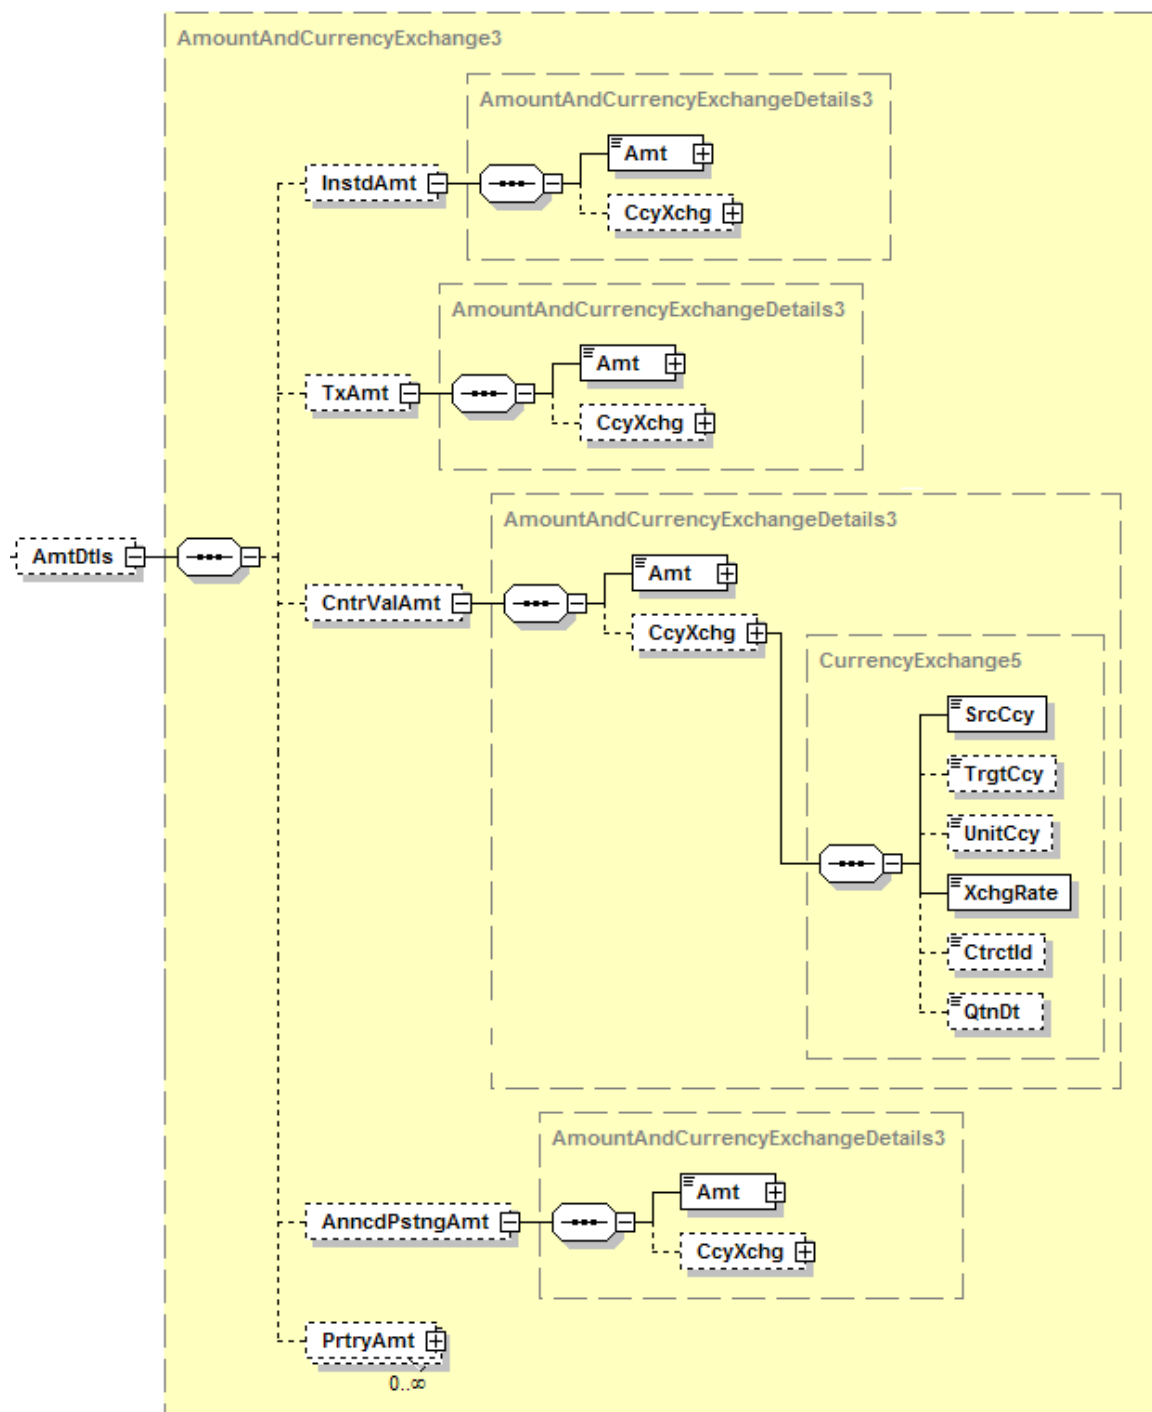 AmountAndCurrencyExchange3
AmountAndCurrencyExchangeDetails3
Amt
InstdAmt
CcyXchg
AmountAndCurrencyExchangeDetails3
Amt
TxAmt
CcyXchg
AmountAndCurrencyExchangeDetails3
AmtDtls
Amt
CntrValAmt
CcyXchg
CurrencyExchange5
SrcCcy
TrgtCcy
UnitCcy
XchgRate
CtrctId
QtnDt
AmountAndCurrencyExchangeDetails3
Amt
AnncdPstngAmt
CcyXchg
PrtryAmt
0..∞